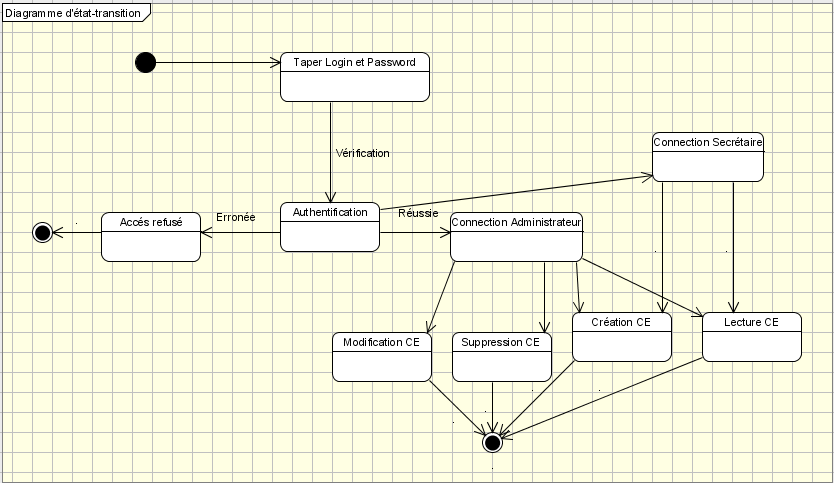 Diagramme d'état-transition
Taper Login et Password
Vérification
Connection Secrétaire
Accés refusé
Erronée
Authentification
Réussie
Connection Administrateur
Modification CE
Suppression CE
Création CE
Lecture CE